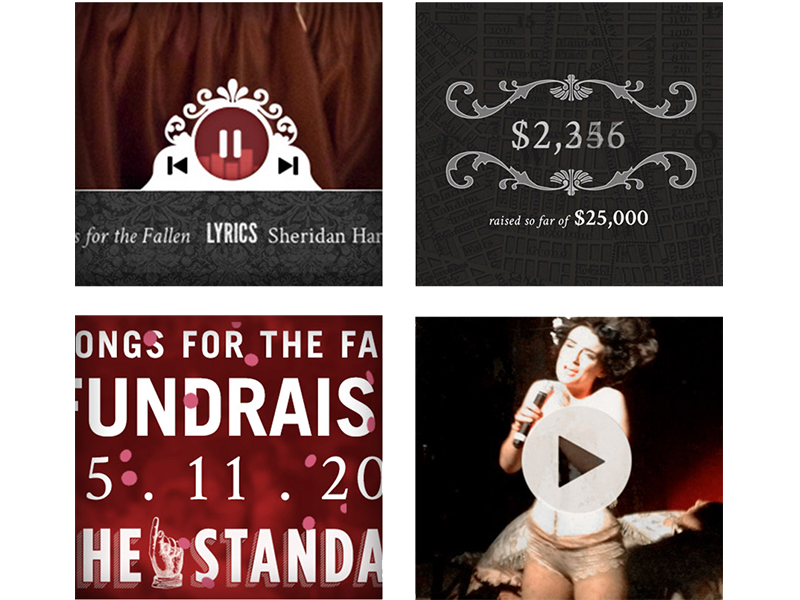 s for the Fallen LYRICS Sheridan Har
$2,356
raised so far of $25,000
ONGS FOR THE FA
FUNDRAIS
5 . 11 . 20
HE STANDA